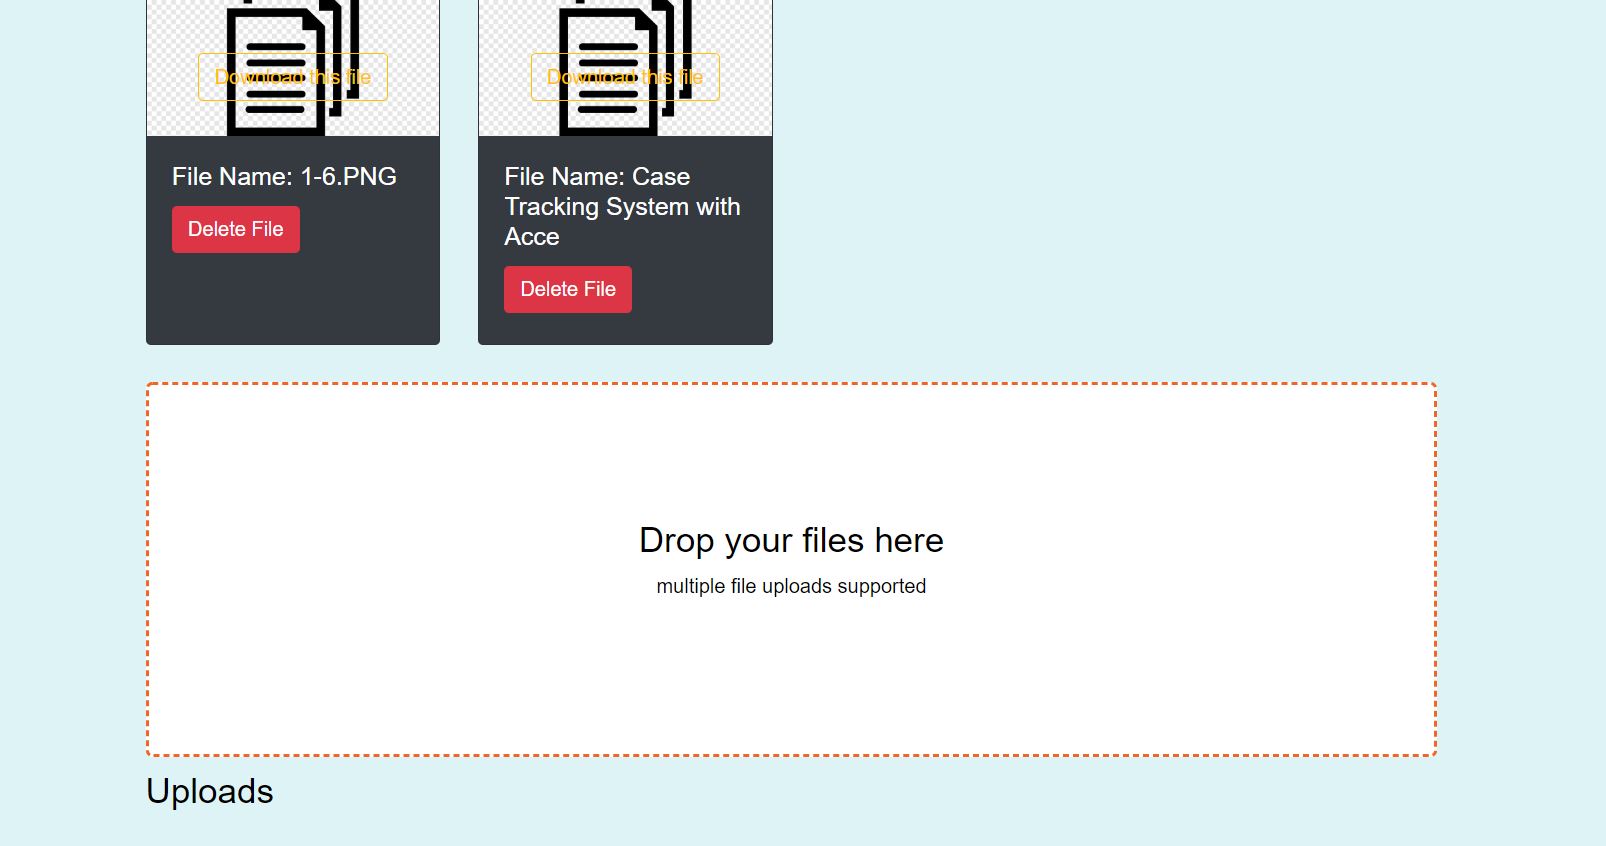 Download this file
Download this file
File Name: 1-6.PNG
Delete File
File Name: Case
Tracking System with
Acce
Delete File
Drop your files here
multiple file uploads supported
Uploads